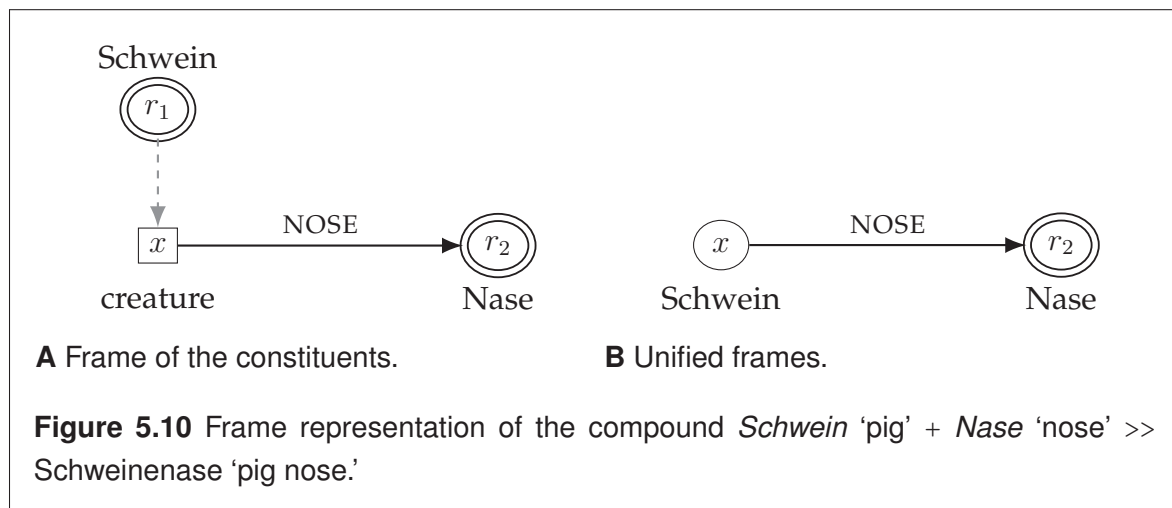 Schwein
r1
x NOSE r2
creature Nase
x NOSE r2
Schwein Nase
A Frame of the constituents.
B Unified frames.
Figure 5.10 Frame representation of the compound Schwein ‘pig’ + Nase ‘nose’ >>
Schweinenase ‘pig nose.’